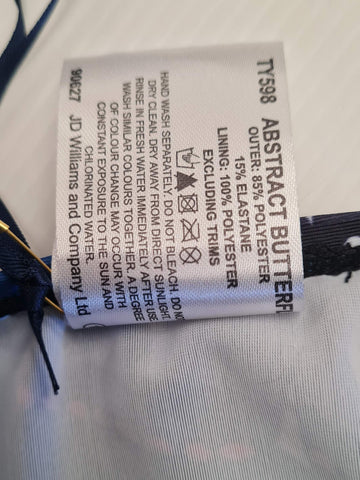 TY598 ABSTRACT BUTTERF
OUTER: 85% POLYESTER
15% ELASTANE
LINING: 100% POLYESTER
EXCLUDING TRIMS
HAND WASH SEPARATELY. DO NOT BLEACH. DO NOT
DRY CLEAN. DRY AWAY FROM DIRECT SUNLIGHT
RINSE IN FRESH WATER IMMEDIATELY AFTER USE
WASH SIMILAR COLOURS TOGETHER. A DEGREE
OF COLOUR CHANGE MAY OCCUR WITH
CONSTANT EXPOSURE TO THE SUN AND
CHLORINATED WATER.
90627 JD Williams and Company Ltd